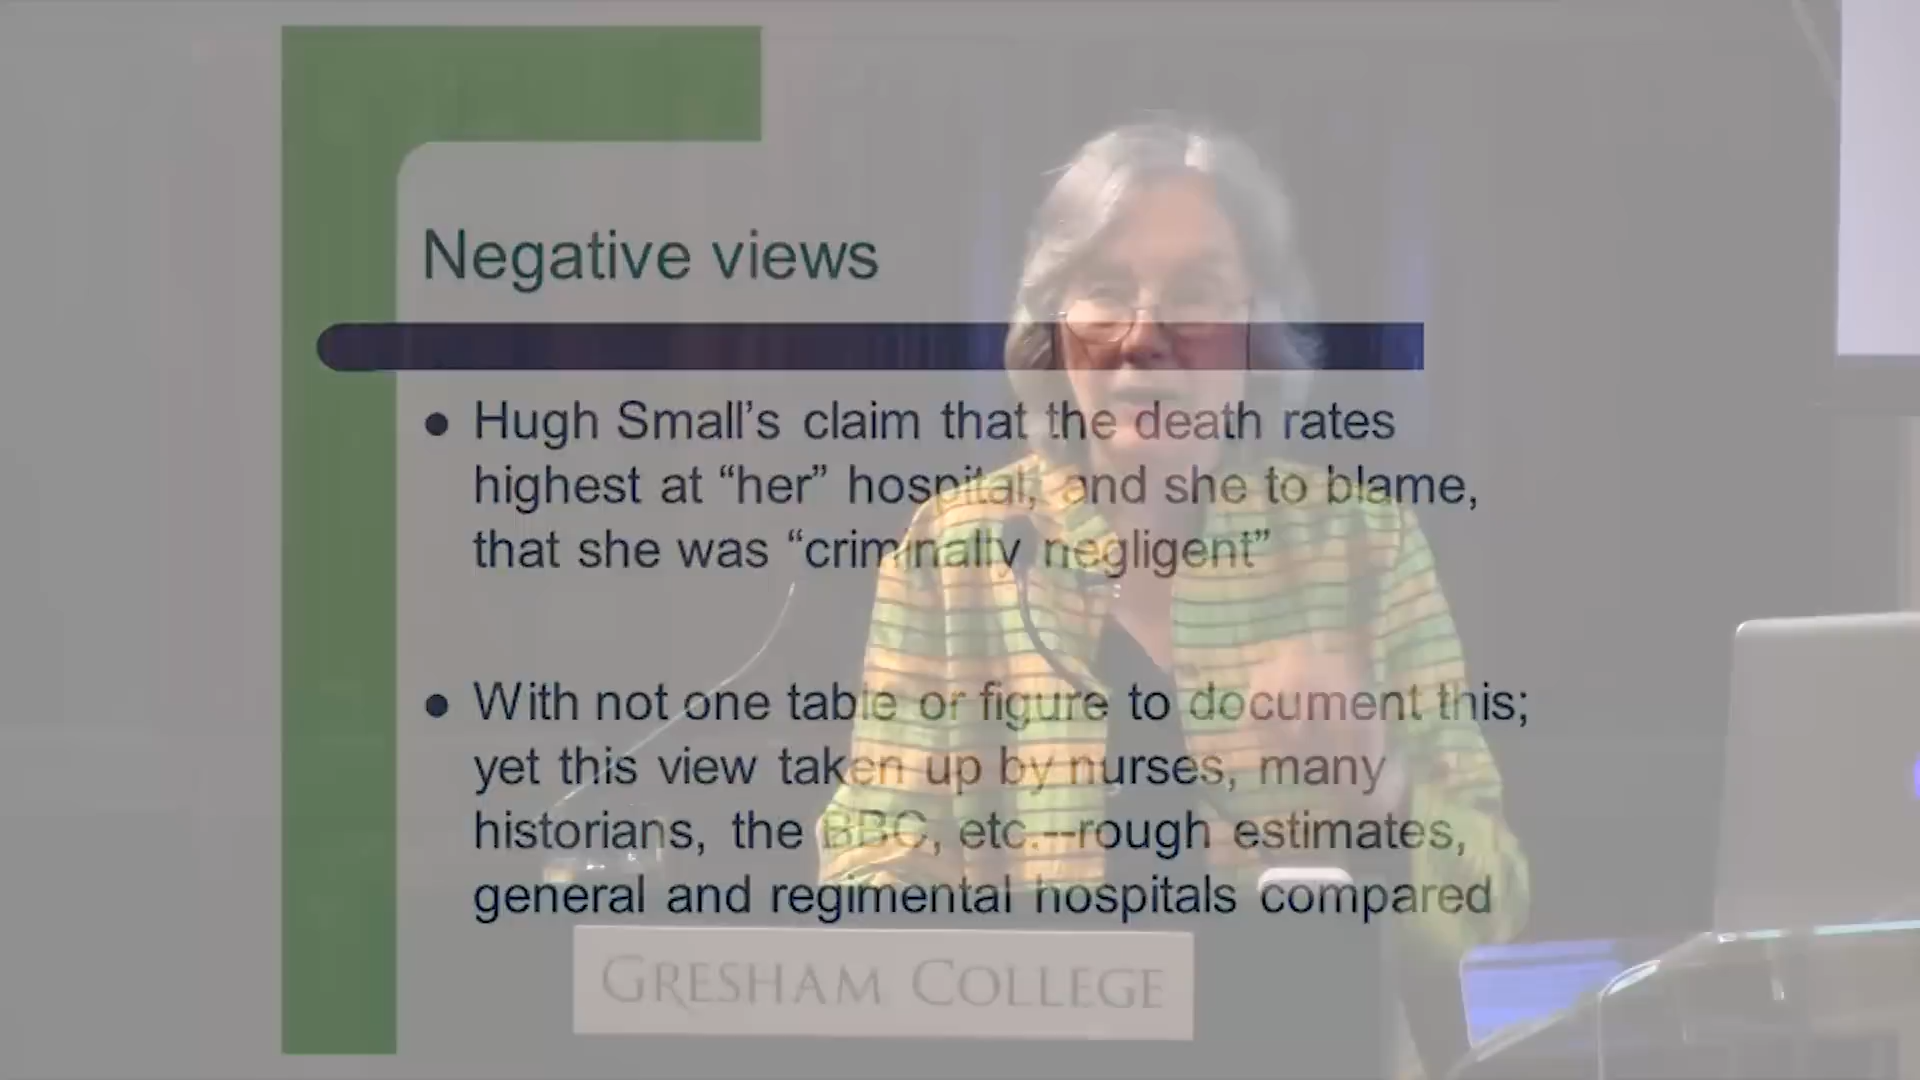 Negative views
● Hugh Small’s claim that the death rates
highest at “her” hospital, and she to blame,
that she was “criminally negligent”
● With not one table or figure to document this;
yet this view taken up by nurses, many
historians, the BBC, etc.--rough estimates,
general and regimental hospitals compared
GRESHAM COLLEGE